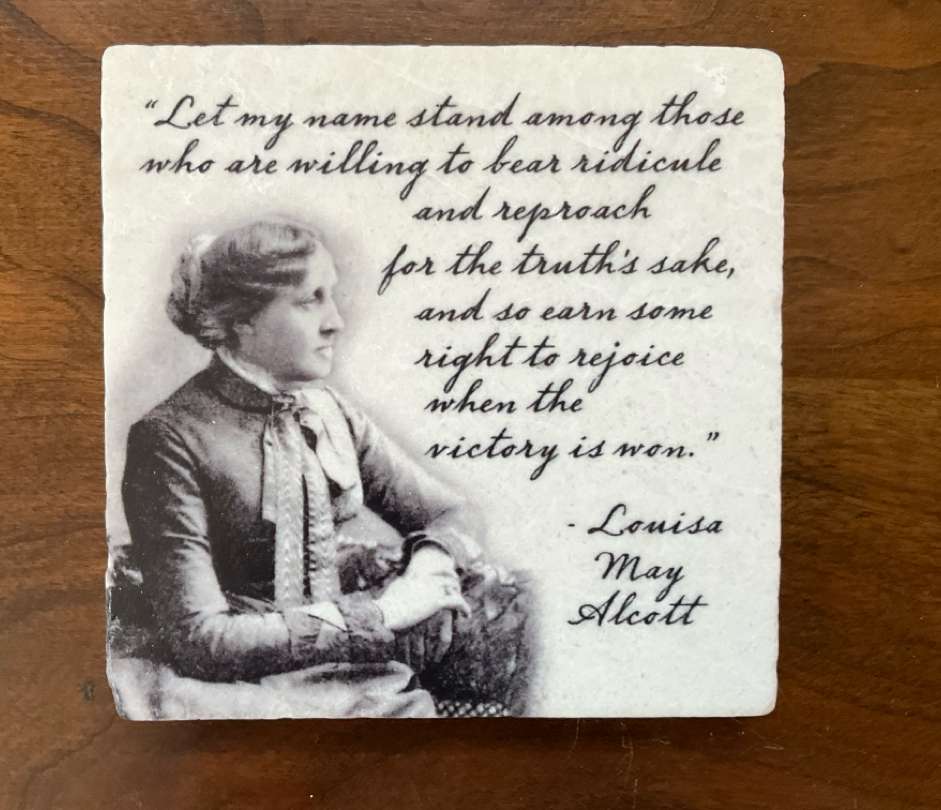 “Let my name stand among those
who are willing to bear ridicule
and reproach
for the truth's sake,
and so earn some
right to rejoice
when the
victory is won.”
- Louisa
May
Alcott